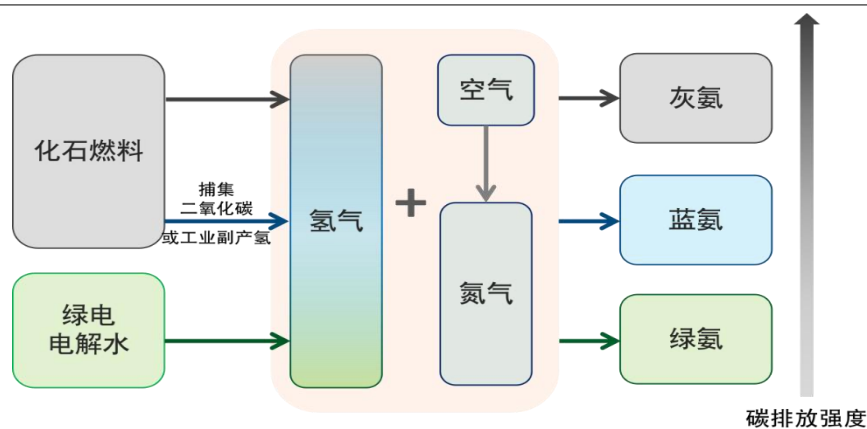 化石燃料
捕集
二氧化碳
或工业副产氢
绿电
电解水
氢气
+
空气
氮气
灰氨
蓝氨
绿氨
碳排放强度